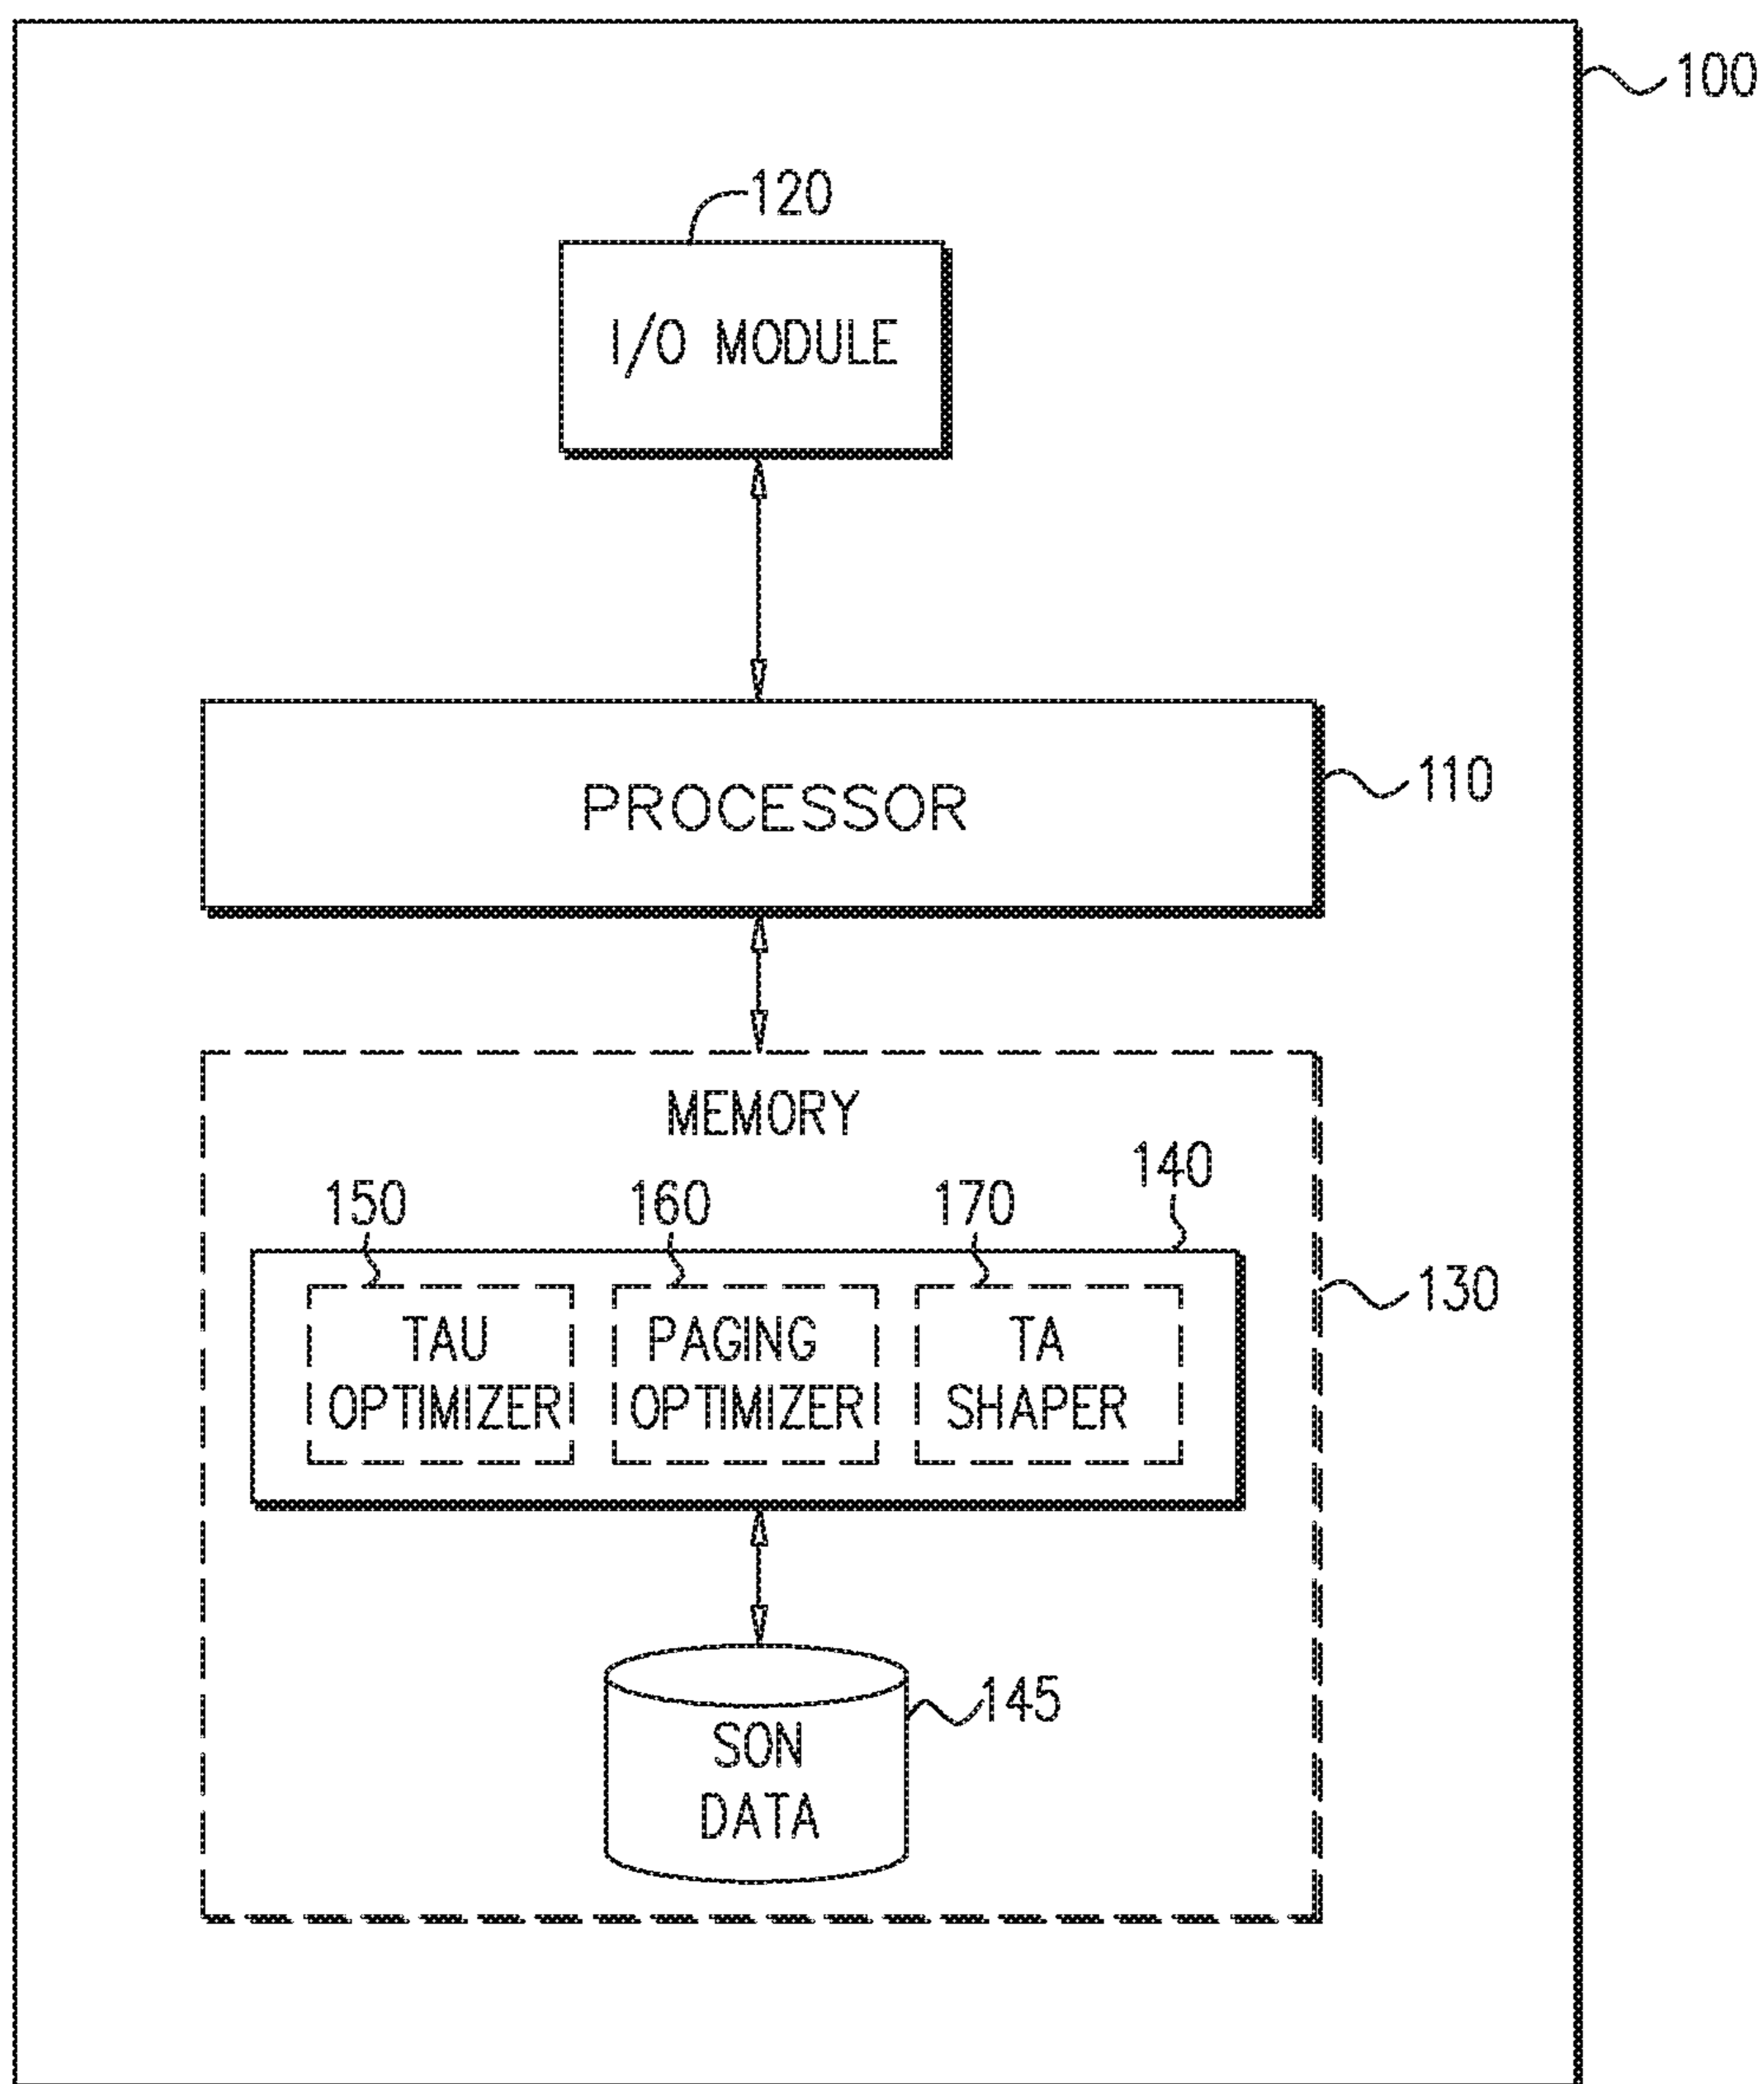 100
120
I/O MODULE
PROCESSOR
110
MEMORY
140
150
160
170
TAU
OPTIMIZER
PAGING
OPTIMIZER
TA
SHAPER
130
SON
DATA
145